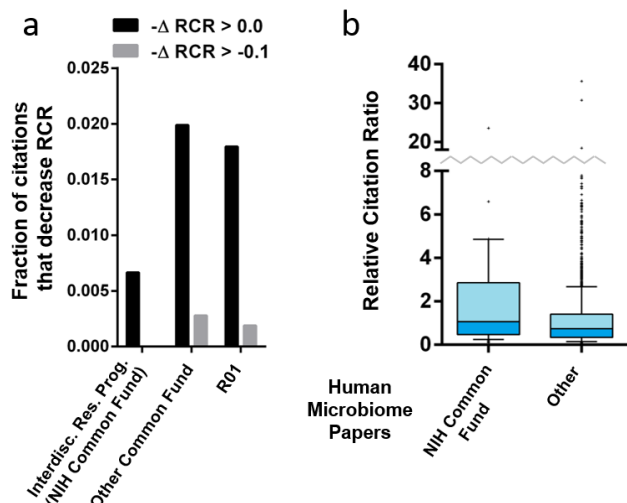 a
-Δ RCR > 0.0
-Δ RCR > -0.1
Fraction of citations
that decrease RCR
0.025
0.020
0.015
0.010
0.005
0.000
Interdisc. Res. Prog.
(NIH Common Fund)
Other Common Fund
R01
b
Relative Citation Ratio
40
30
20
8
6
4
2
0
Human
Microbiome
Papers
NIH Common
Fund
Other